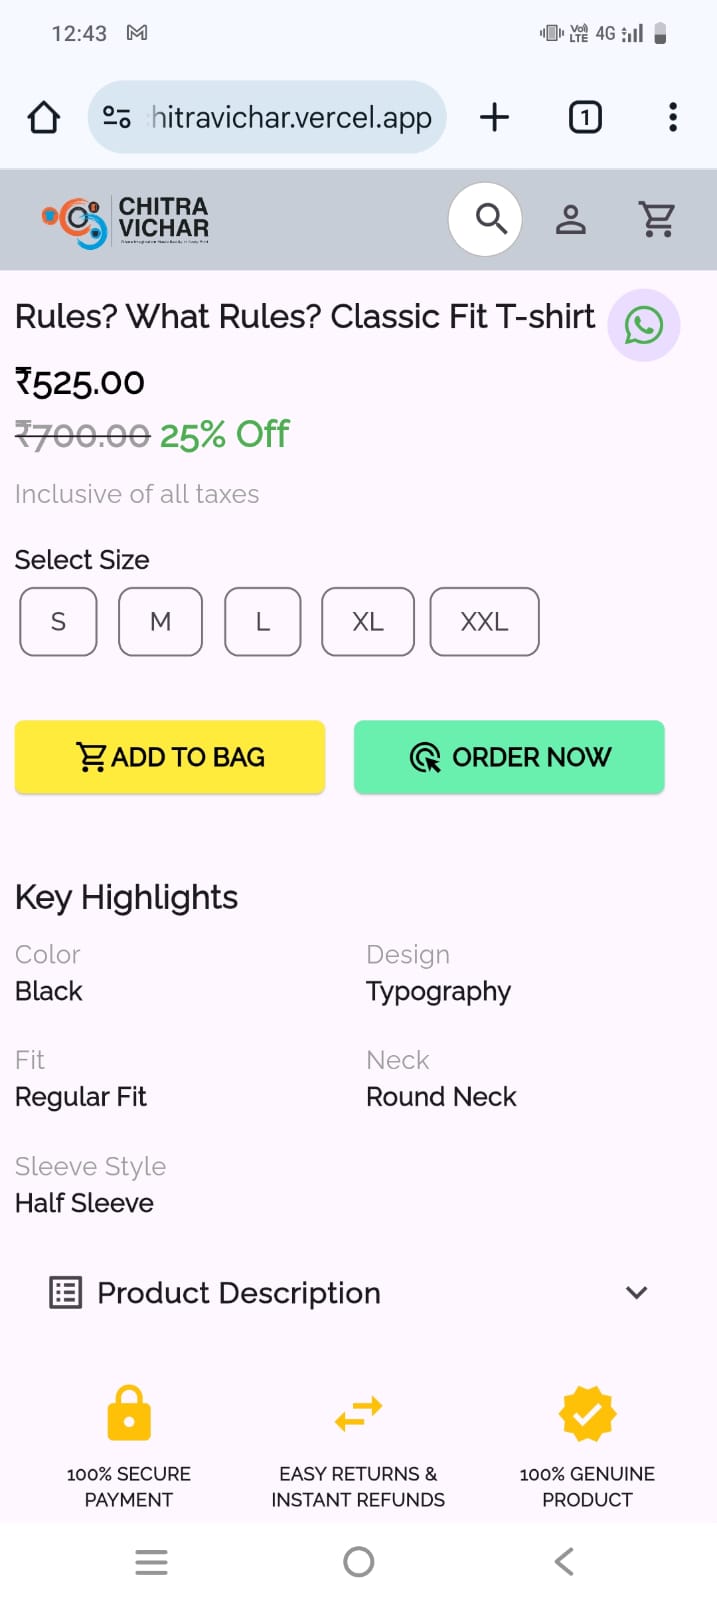 12:43
Vo) LTE 4G
hitravichar.vercel.app
1
CHITRA
VICHAR
Rules? What Rules? Classic Fit T-shirt
₹525.00
₹700.00 25% Off
Inclusive of all taxes
Select Size
S M L XL XXL
ADD TO BAG ORDER NOW
Key Highlights
Color Design
Black Typography
Fit Neck
Regular Fit Round Neck
Sleeve Style
Half Sleeve
Product Description
100% SECURE PAYMENT
EASY RETURNS & INSTANT REFUNDS
100% GENUINE PRODUCT